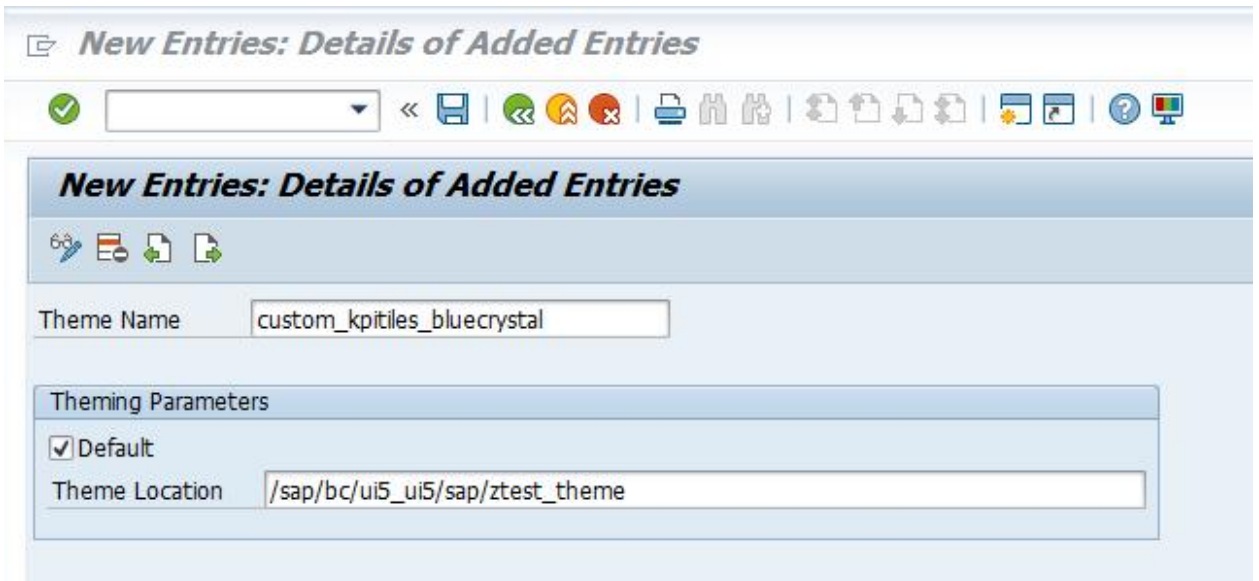 New Entries: Details of Added Entries
New Entries: Details of Added Entries
Theme Name custom_kpitiles_bluecrystal
Theming Parameters
Default
Theme Location /sap/bc/ui5_ui5/sap/ztest_theme